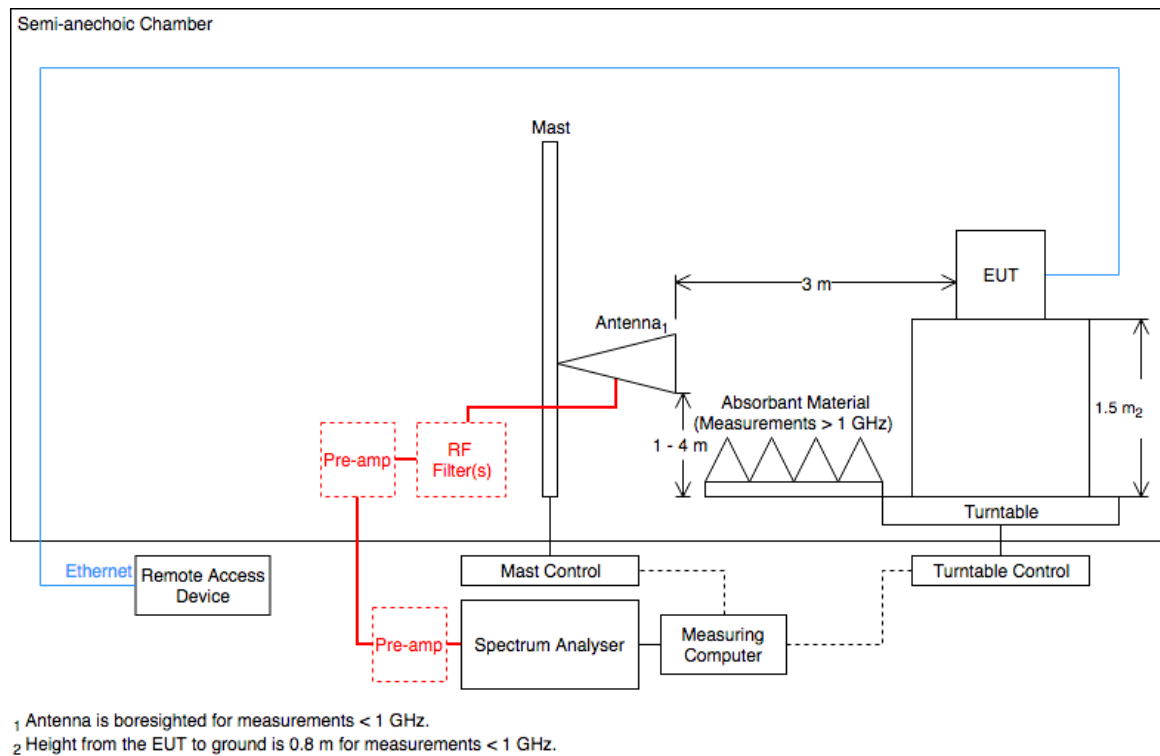 Semi-anechoic Chamber
Mast
EUT
3 m
Antenna1
Absorbant Material
(Measurements > 1 GHz)
1.5 m2
1 - 4 m
RF
Filter(s)
Pre-amp
Turntable
Ethernet
Remote Access
Device
Mast Control
Turntable Control
Pre-amp
Spectrum Analyser
Measuring
Computer
1 Antenna is boresighted for measurements < 1 GHz.
2 Height from the EUT to ground is 0.8 m for measurements < 1 GHz.